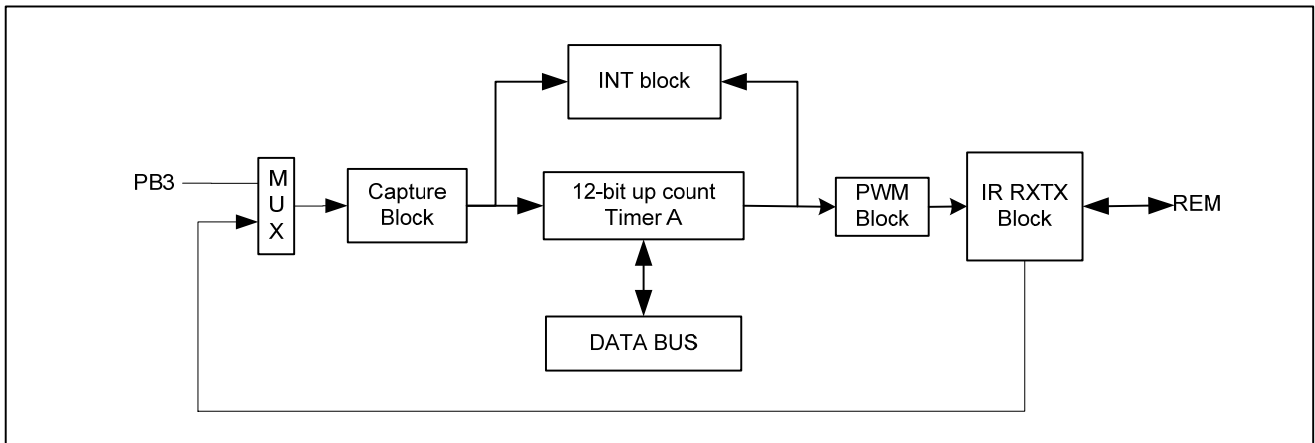 INT block
PB3
M
U
X
Capture
Block
12-bit up count
Timer A
PWM
Block
IR RXTX
Block
REM
DATA BUS